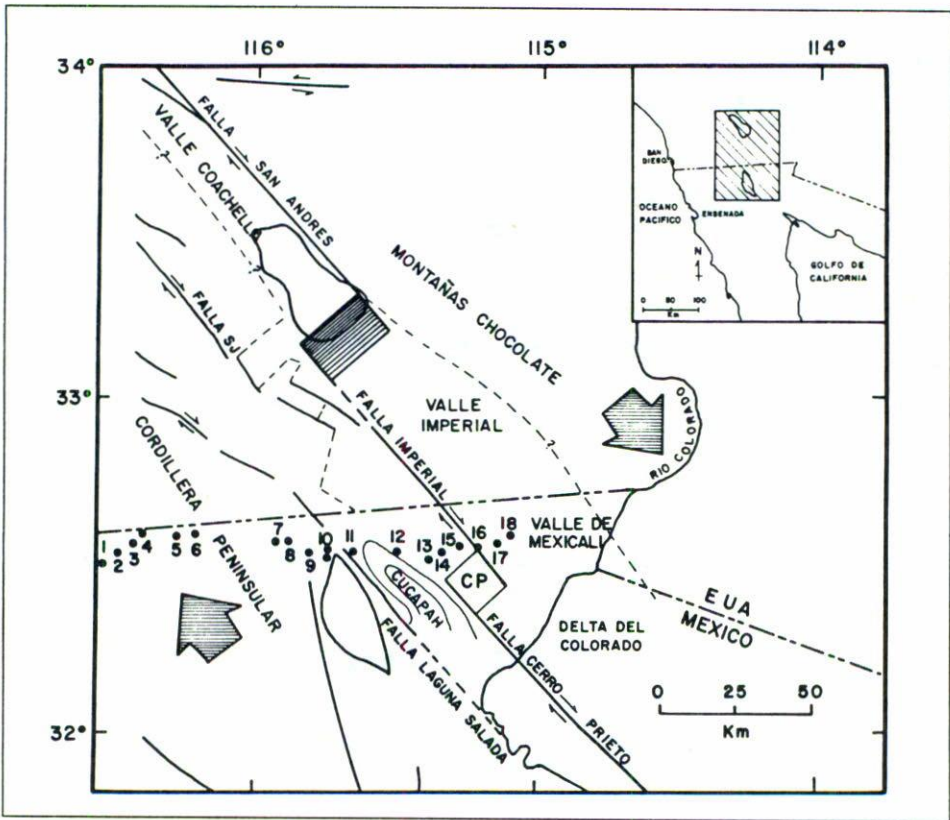 116° 115° 114°
34°
33°
32°
FALLA SAN ANDRES
VALLE COACHELLA
FALLA SJ
MONTAÑAS CHOCOLATE
VALLE
IMPERIAL
FALLA IMPERIAL
RIO COLORADO
CORDILLERA
PENINSULAR
1
2
3
4
5
6
7
8
9
10
11
12
13
14
15
16
17
18
VALLE DE
MEXICALI
CP
CUCAPAH
FALLA LAGUNA SALADA
FALLA CERRO PRIETO
DELTA DEL
COLORADO
EUA
MEXICO
0 25 50
Km
SAN
DIEGO
OCEANO
PACIFICO
ENSENADA
N
GOLFO DE
CALIFORNIA
0 50 100
Km